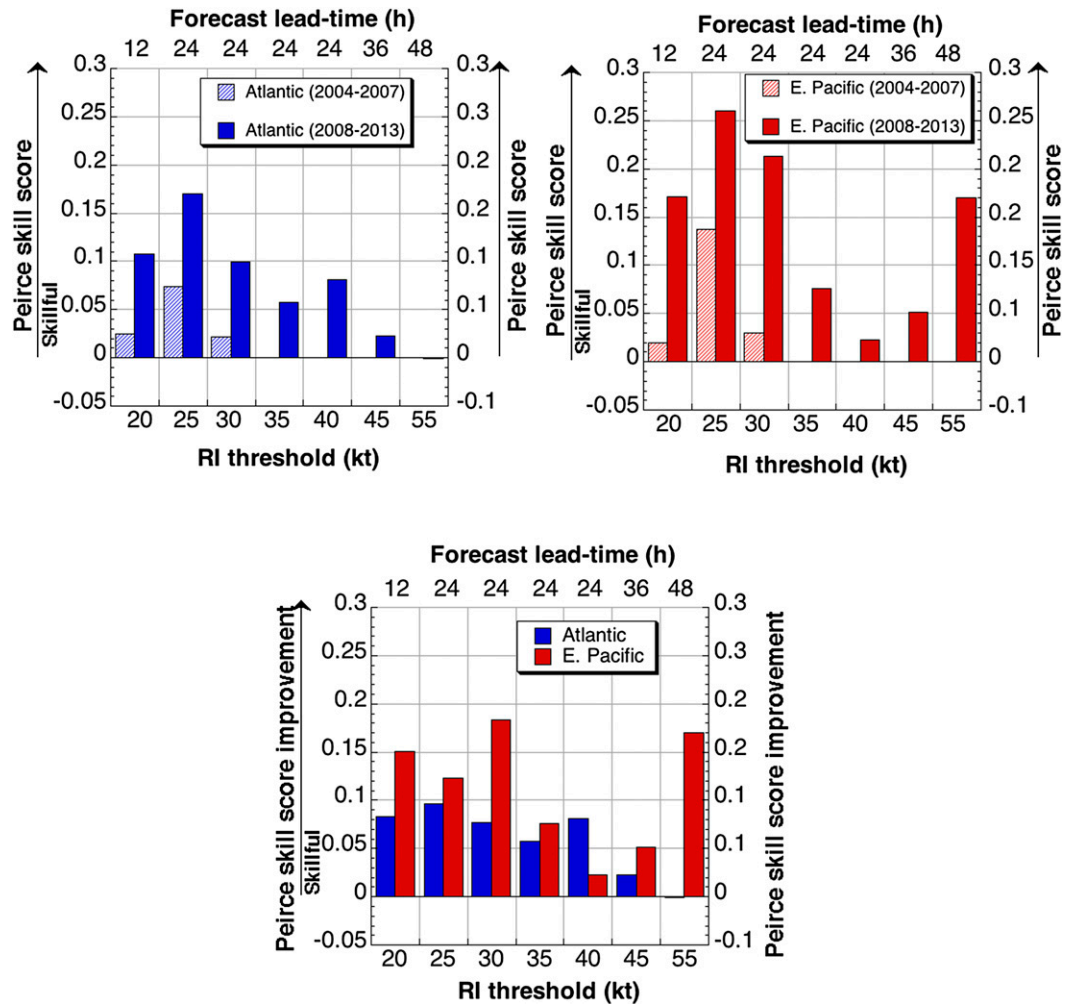 Forecast lead-time (h)
12 24 24 24 24 36 48
0.3
0.25
0.2
0.15
0.1
0.05
0
-0.05
Peirce skill score
Skillful
Atlantic (2004-2007)
Atlantic (2008-2013)
0.3
0.3
0.2
0.2
0.1
0.1
0
-0.1
Peirce skill score
20 25 30 35 40 45 55
RI threshold (kt)
Forecast lead-time (h)
12 24 24 24 24 36 48
0.3
0.25
0.2
0.15
0.1
0.05
0
-0.05
Peirce skill score
Skillful
E. Pacific (2004-2007)
E. Pacific (2008-2013)
0.3
0.25
0.2
0.2
0.15
0.1
0
-0.1
Peirce skill score
20 25 30 35 40 45 55
RI threshold (kt)
Forecast lead-time (h)
12 24 24 24 24 36 48
0.3
0.25
0.2
0.15
0.1
0.05
0
-0.05
Peirce skill score improvement
Skillful
Atlantic
E. Pacific
0.3
0.3
0.2
0.2
0.1
0.1
0
-0.1
Peirce skill score improvement
20 25 30 35 40 45 55
RI threshold (kt)